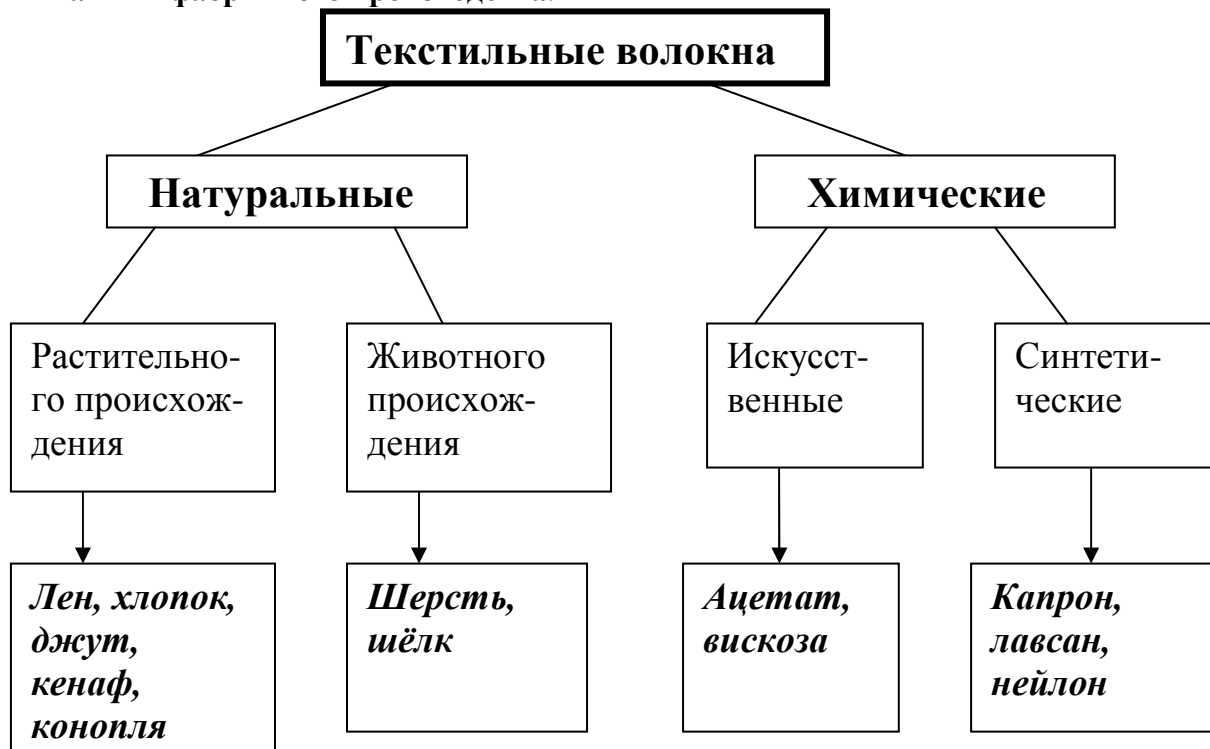 Текстильные волокна
Натуральные
Химические
Растительно-
го происхож-
дения
Животного
происхож-
дения
Искусст-
венные
Синтети-
ческие
Лен, хлопок,
джут,
кенаф,
конопля
Шерсть,
шёлк
Ацетат,
вискоза
Капрон,
лавсан,
нейлон